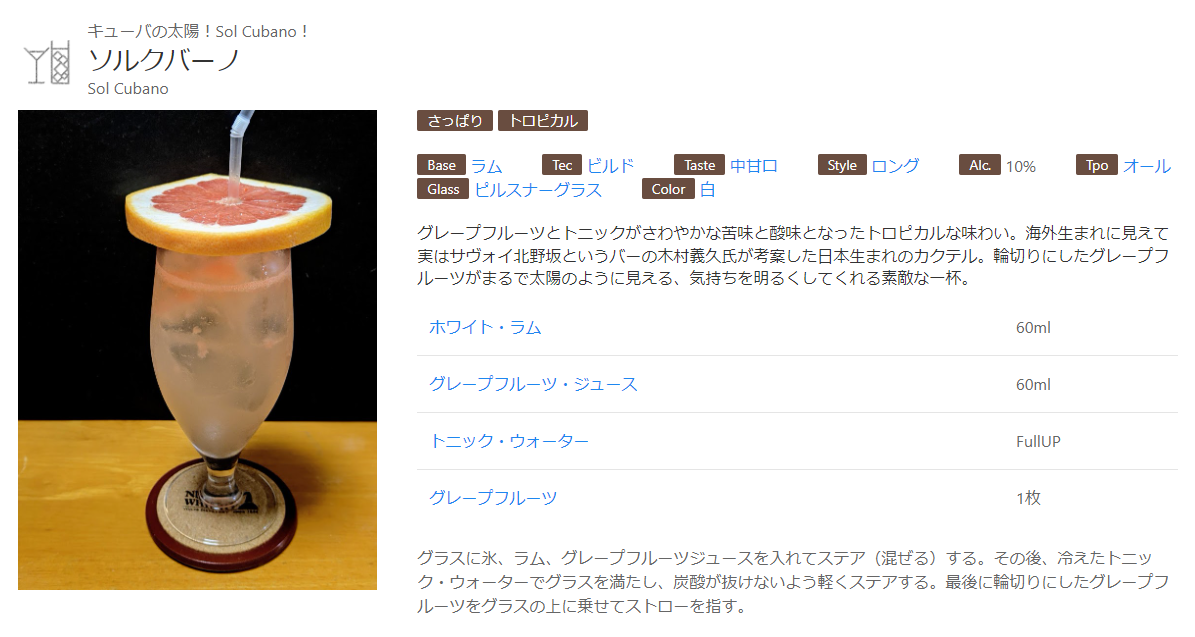 キューバの太陽！Sol Cubano！
ソルクバーノ
Sol Cubano
さっぱり トロピカル
Base ラム Tec ビルド Taste 中甘口 Style ロング Alc. 10% Tpo オール
Glass ピルスナーグラス Color 白
グレープフルーツとトニックがさわやかな苦味と酸味となったトロピカルな味わい。海外生まれに見えて
実はサヴォイ北野坂というバーの木村義久氏が考案した日本生まれのカクテル。輪切りにしたグレープフ
ルーツがまるで太陽のように見える、気持ちを明るくしてくれる素敵な一杯。
ホワイト・ラム 60ml
グレープフルーツ・ジュース 60ml
トニック・ウォーター FullUP
グレープフルーツ 1枚
グラスに氷、ラム、グレープフルーツジュースを入れてステア（混ぜる）する。その後、冷えたトニッ
ク・ウォーターでグラスを満たし、炭酸が抜けないよう軽くステアする。最後に輪切りにしたグレープフ
ルーツをグラスの上に乗せてストローを指す。